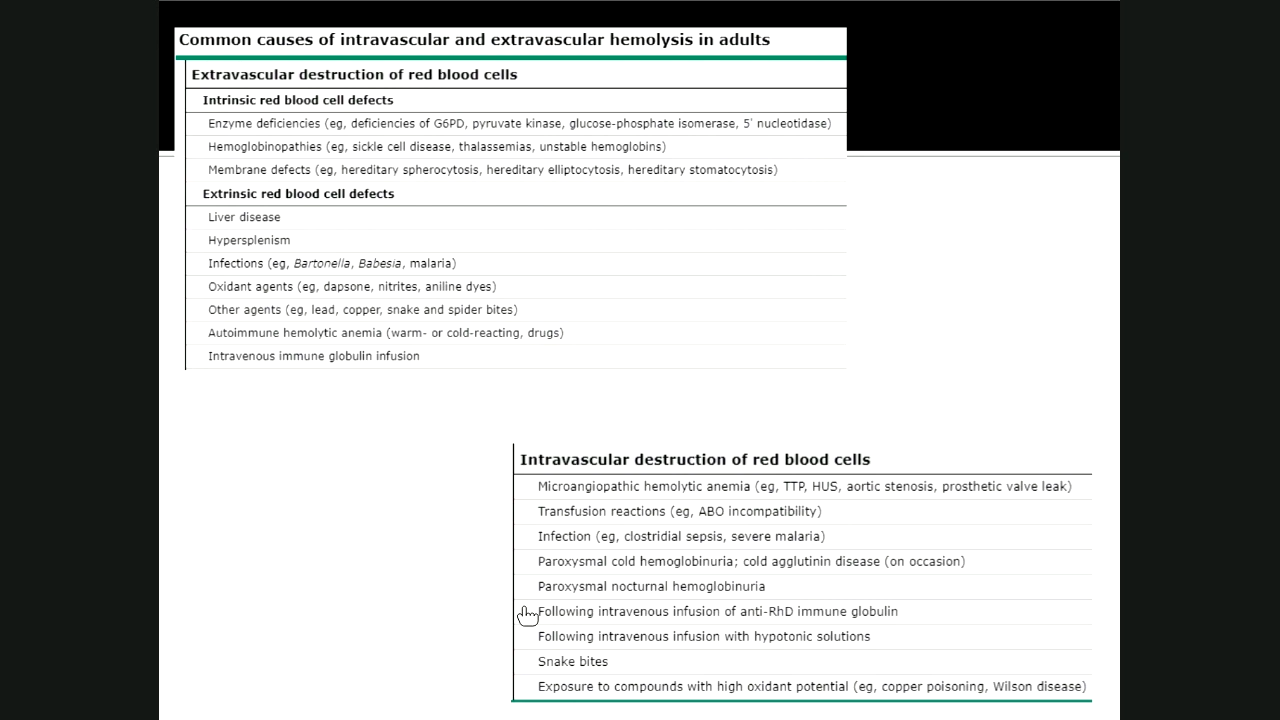 Common causes of intravascular and extravascular hemolysis in adults
Extravascular destruction of red blood cells
Intrinsic red blood cell defects
Enzyme deficiencies (eg, deficiencies of G6PD, pyruvate kinase, glucose-phosphate isomerase, 5' nucleotidase)
Hemoglobinopathies (eg, sickle cell disease, thalassemias, unstable hemoglobins)
Membrane defects (eg, hereditary spherocytosis, hereditary elliptocytosis, hereditary stomatocytosis)
Extrinsic red blood cell defects
Liver disease
Hypersplenism
Infections (eg, Bartonella, Babesia, malaria)
Oxidant agents (eg, dapsone, nitrites, aniline dyes)
Other agents (eg, lead, copper, snake and spider bites)
Autoimmune hemolytic anemia (warm- or cold-reacting, drugs)
Intravenous immune globulin infusion
Intravascular destruction of red blood cells
Microangiopathic hemolytic anemia (eg, TTP, HUS, aortic stenosis, prosthetic valve leak)
Transfusion reactions (eg, ABO incompatibility)
Infection (eg, clostridial sepsis, severe malaria)
Paroxysmal cold hemoglobinuria; cold agglutinin disease (on occasion)
Paroxysmal nocturnal hemoglobinuria
Following intravenous infusion of anti-RhD immune globulin
Following intravenous infusion with hypotonic solutions
Snake bites
Exposure to compounds with high oxidant potential (eg, copper poisoning, Wilson disease)